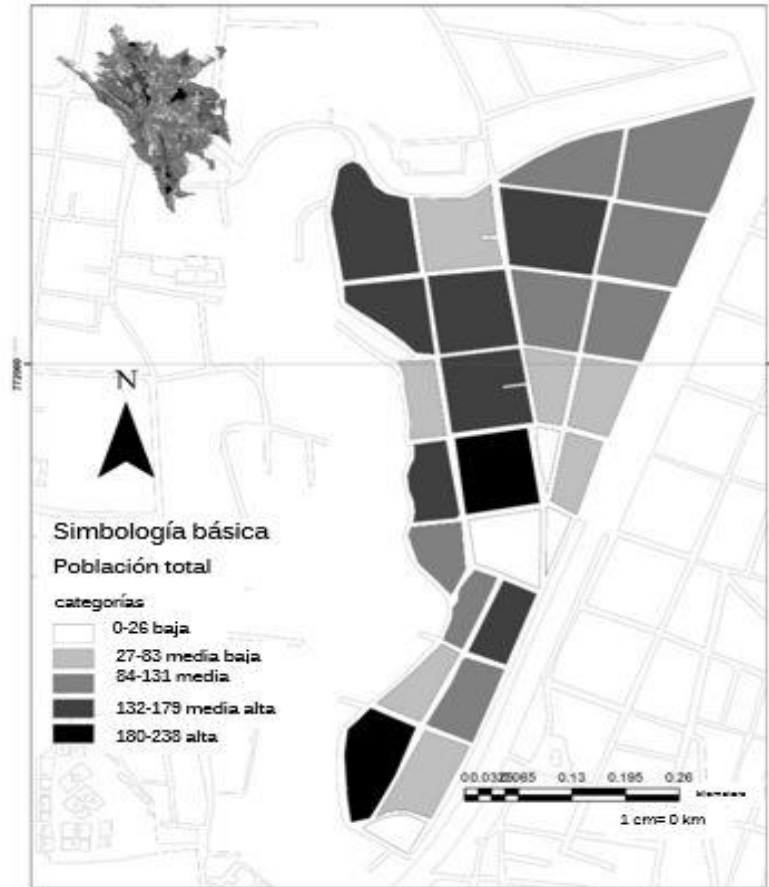 N
Simbología básica
Población total
categorías
0-26 baja
27-83 media baja
84-131 media
132-179 media alta
180-238 alta
0.13 0.195 0.26
1 cm= 0 km